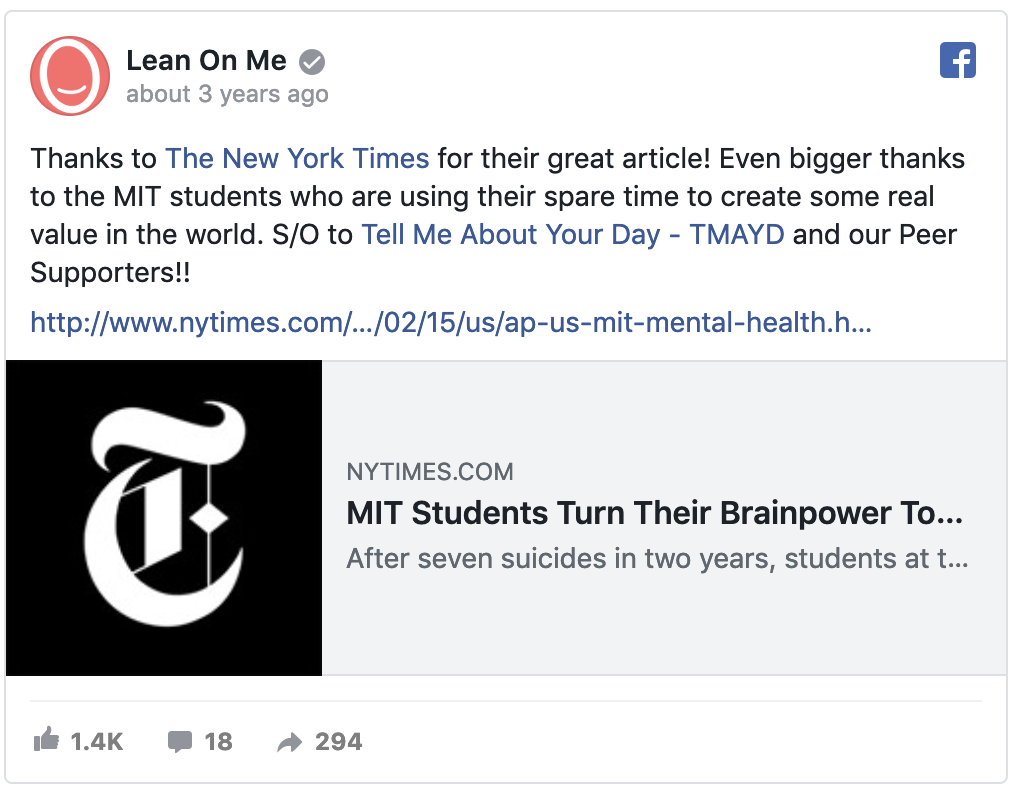 Lean On Me
about 3 years ago
Thanks to The New York Times for their great article! Even bigger thanks
to the MIT students who are using their spare time to create some real
value in the world. S/O to Tell Me About Your Day - TMAYD and our Peer
Supporters!!
http://www.nytimes.com/.../02/15/us/ap-us-mit-mental-health.h...
NYTIMES.COM
MIT Students Turn Their Brainpower To...
After seven suicides in two years, students at t...
1.4K 18 294